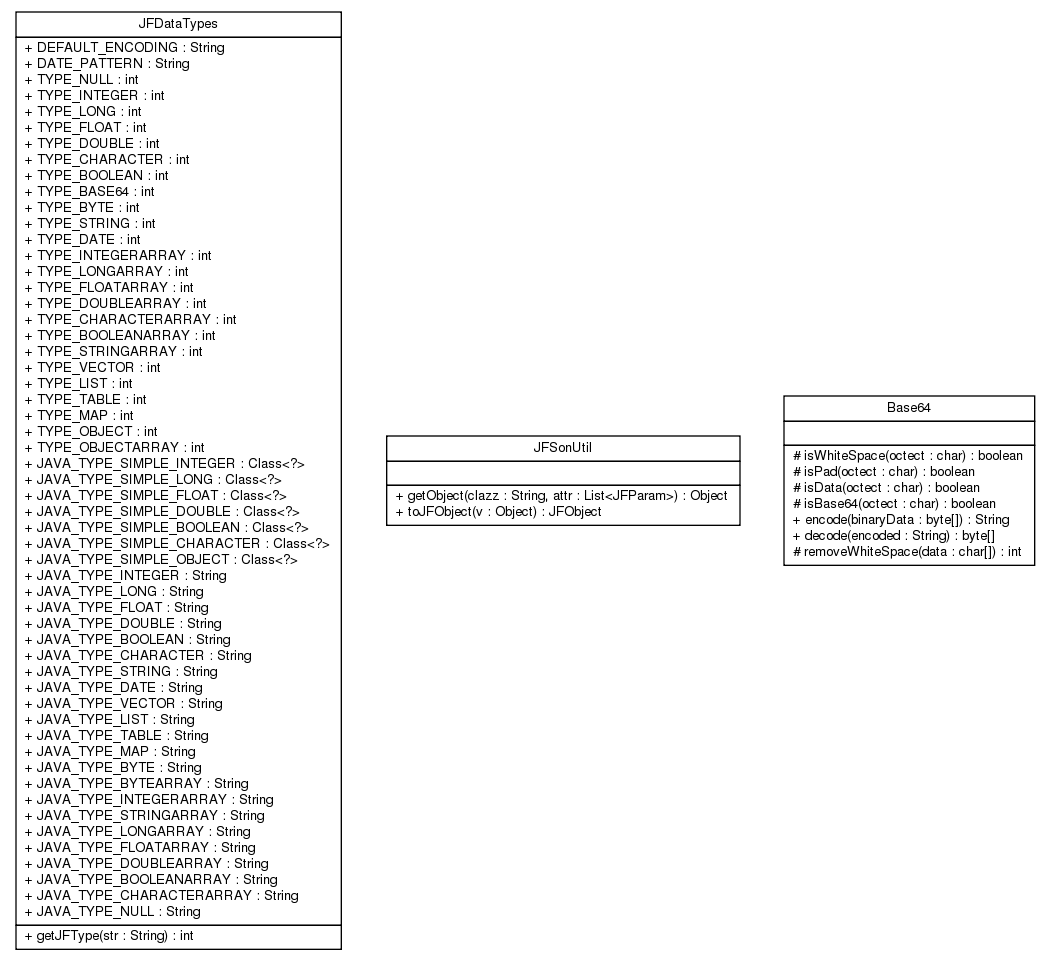 JFDataTypes
+ DEFAULT_ENCODING : String
+ DATE_PATTERN : String
+ TYPE_NULL : int
+ TYPE_INTEGER : int
+ TYPE_LONG : int
+ TYPE_FLOAT : int
+ TYPE_DOUBLE : int
+ TYPE_CHARACTER : int
+ TYPE_BOOLEAN : int
+ TYPE_BASE64 : int
+ TYPE_BYTE : int
+ TYPE_STRING : int
+ TYPE_DATE : int
+ TYPE_INTEGERARRAY : int
+ TYPE_LONGARRAY : int
+ TYPE_FLOATARRAY : int
+ TYPE_DOUBLEARRAY : int
+ TYPE_CHARACTERARRAY : int
+ TYPE_BOOLEANARRAY : int
+ TYPE_STRINGARRAY : int
+ TYPE_VECTOR : int
+ TYPE_LIST : int
+ TYPE_TABLE : int
+ TYPE_MAP : int
+ TYPE_OBJECT : int
+ TYPE_OBJECTARRAY : int
+ JAVA_TYPE_SIMPLE_INTEGER : Class<?>
+ JAVA_TYPE_SIMPLE_LONG : Class<?>
+ JAVA_TYPE_SIMPLE_FLOAT : Class<?>
+ JAVA_TYPE_SIMPLE_DOUBLE : Class<?>
+ JAVA_TYPE_SIMPLE_BOOLEAN : Class<?>
+ JAVA_TYPE_SIMPLE_CHARACTER : Class<?>
+ JAVA_TYPE_SIMPLE_OBJECT : Class<?>
+ JAVA_TYPE_INTEGER : String
+ JAVA_TYPE_LONG : String
+ JAVA_TYPE_FLOAT : String
+ JAVA_TYPE_DOUBLE : String
+ JAVA_TYPE_BOOLEAN : String
+ JAVA_TYPE_CHARACTER : String
+ JAVA_TYPE_STRING : String
+ JAVA_TYPE_DATE : String
+ JAVA_TYPE_VECTOR : String
+ JAVA_TYPE_LIST : String
+ JAVA_TYPE_TABLE : String
+ JAVA_TYPE_MAP : String
+ JAVA_TYPE_BYTE : String
+ JAVA_TYPE_BYTEARRAY : String
+ JAVA_TYPE_INTEGERARRAY : String
+ JAVA_TYPE_STRINGARRAY : String
+ JAVA_TYPE_LONGARRAY : String
+ JAVA_TYPE_FLOATARRAY : String
+ JAVA_TYPE_DOUBLEARRAY : String
+ JAVA_TYPE_BOOLEANARRAY : String
+ JAVA_TYPE_CHARACTERARRAY : String
+ JAVA_TYPE_NULL : String
+ getJFType(str : String) : int
JFSonUtil
+ getObject(clazz : String, attr : List<JFParam>) : Object
+ toJFObject(v : Object) : JFObject
Base64
# isWhiteSpace(octect : char) : boolean
# isPad(octect : char) : boolean
# isData(octect : char) : boolean
# isBase64(octect : char) : boolean
+ encode(binaryData : byte[]) : String
+ decode(encoded : String) : byte[]
# removeWhiteSpace(data : char[]) : int